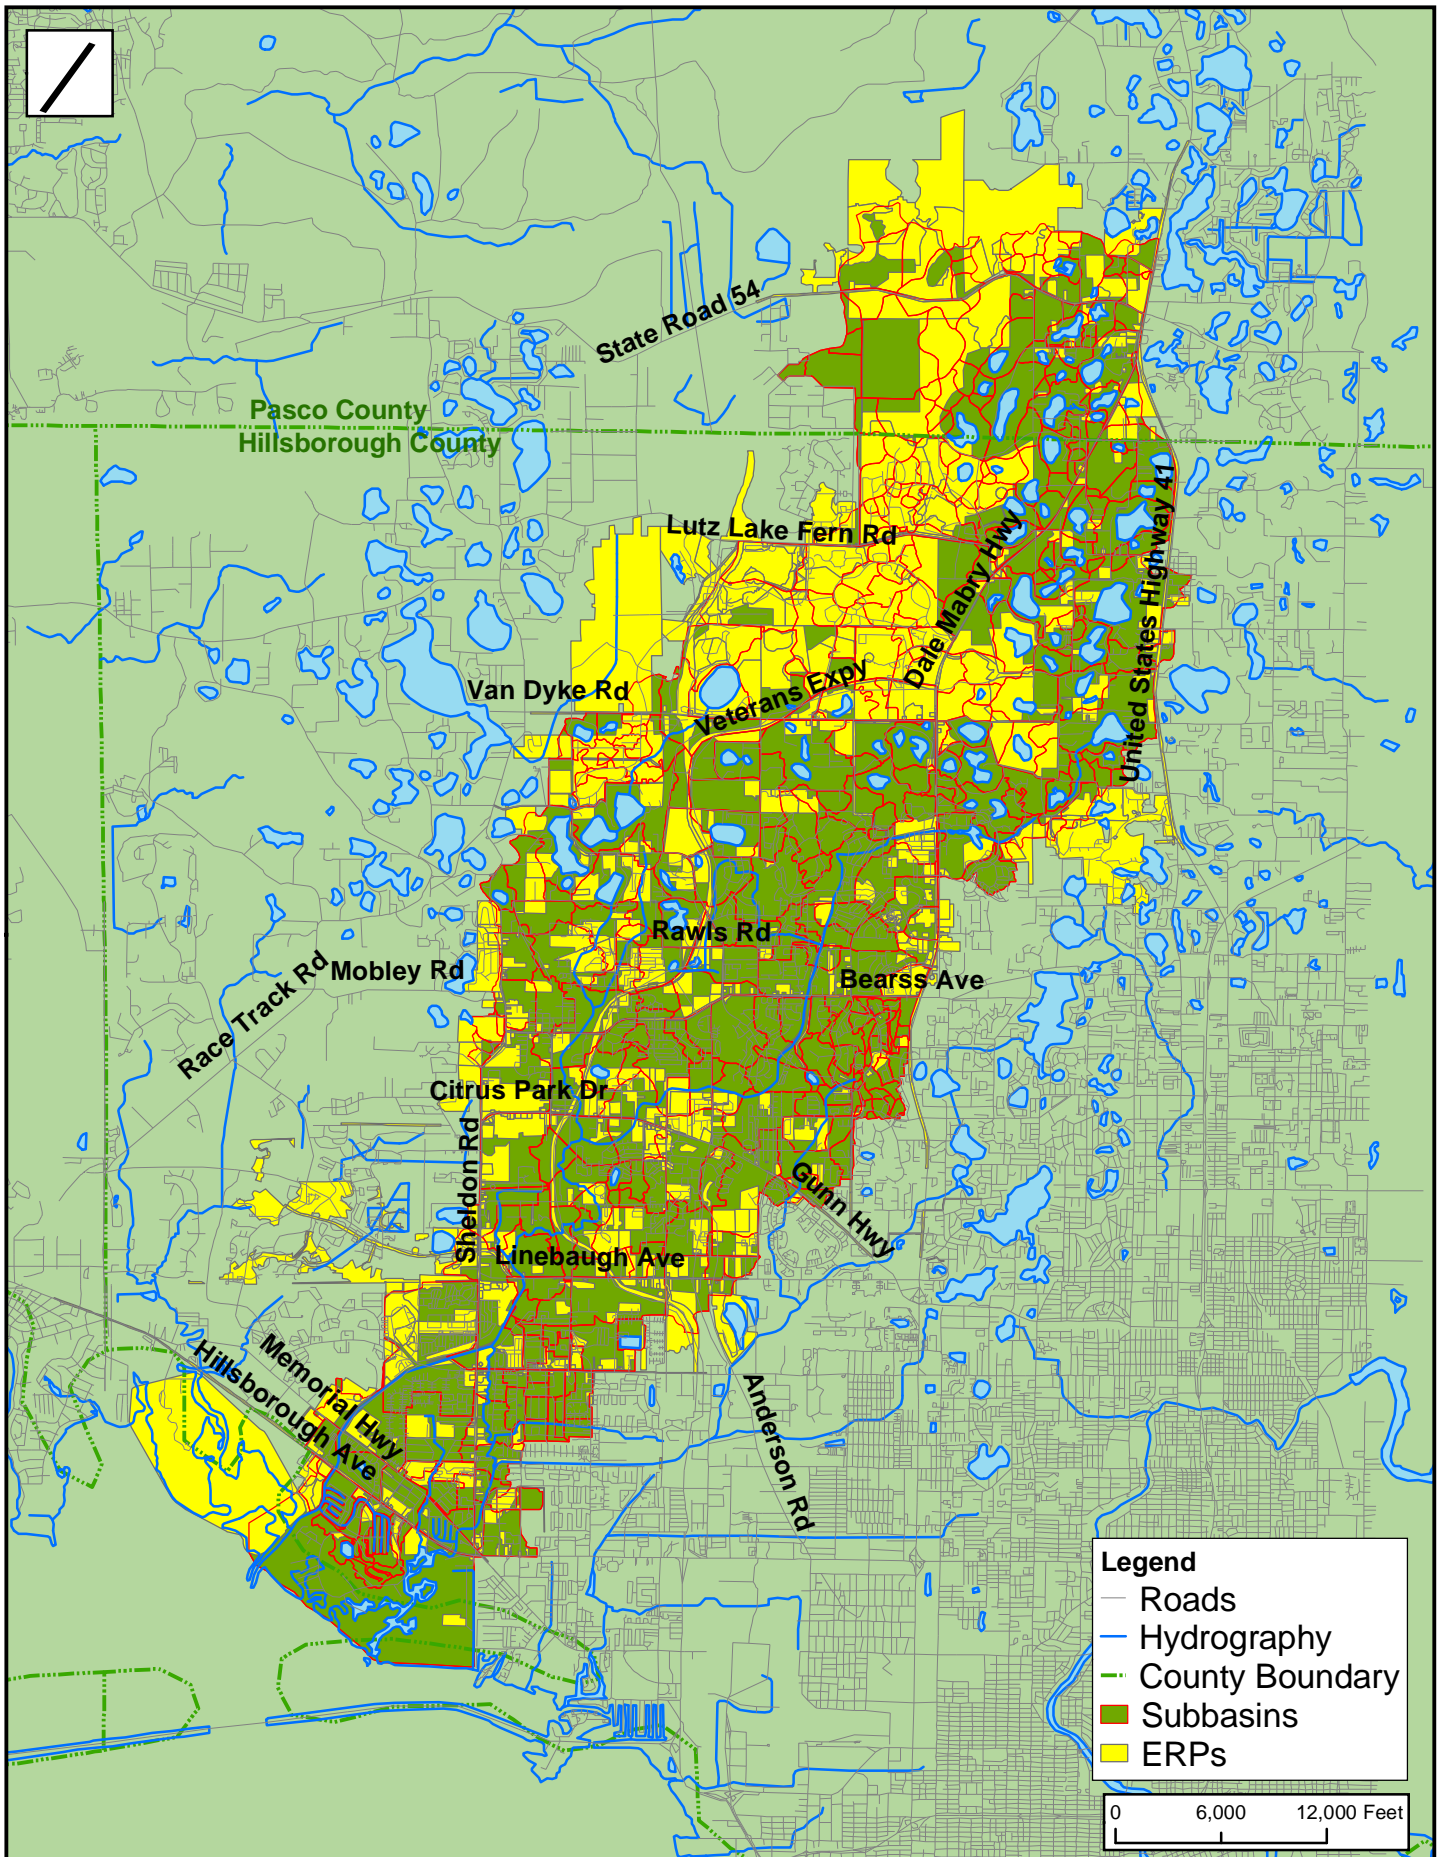 State Road 54
Pasco County
Hillsborough County
Lutz Lake Fern Rd
Dale Mabry Hwy
United States Highway 41
Van Dyke Rd
Veterans Expy
Rawls Rd
Mobley Rd
Bearss Ave
Race Track Rd
Citrus Park Dr
Sheldon Rd
Gunn Hwy
Linebaugh Ave
Memorial Hwy
Hillsborough Ave
Anderson Rd
Legend
Roads
Hydrography
County Boundary
Subbasins
ERPs
0 6,000 12,000 Feet